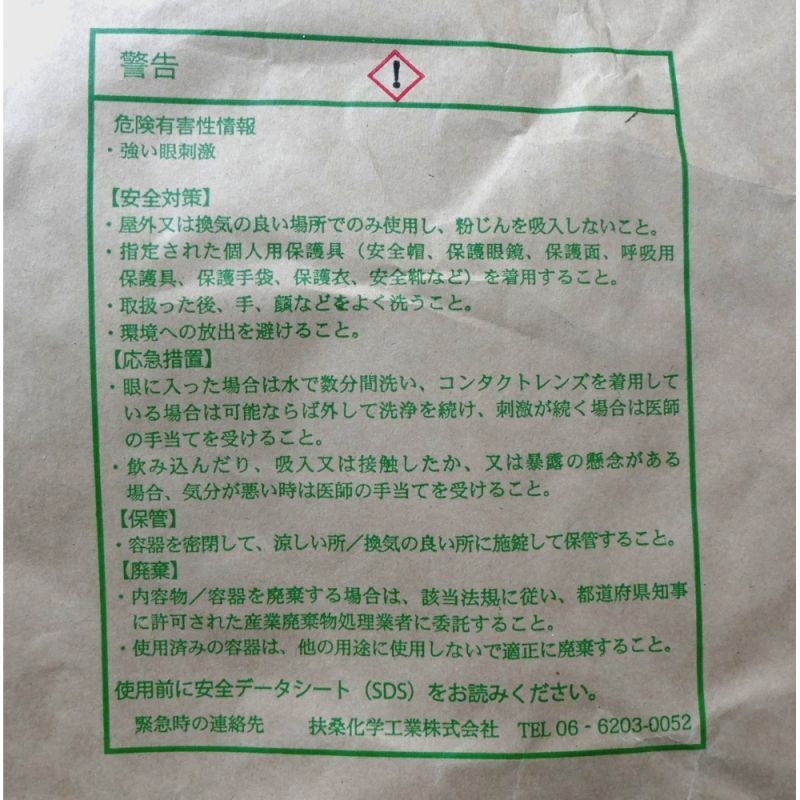 警告
!
危険有害性情報
・強い眼刺激
【安全対策】
・屋外又は換気の良い場所でのみ使用し、粉じんを吸入しないこと。
・指定された個人用保護具（安全帽、保護眼鏡、保護面、呼吸用
保護具、保護手袋、保護衣、安全靴など）を着用すること。
・取扱った後、手、顔などをよく洗うこと。
・環境への放出を避けること。
【応急措置】
・眼に入った場合は水で数分間洗い、コンタクトレンズを着用して
いる場合は可能ならば外して洗浄を続け、刺激が続く場合は医師
の手当てを受けること。
・飲み込んだり、吸入又は接触したか、又は暴露の懸念がある
場合、気分が悪い時は医師の手当てを受けること。
【保管】
・容器を密閉して、涼しい所／換気の良い所に施錠して保管すること。
【廃棄】
・内容物／容器を廃棄する場合は、該当法規に従い、都道府県知事
に許可された産業廃棄物処理業者に委託すること。
・使用済みの容器は、他の用途に使用しないで適正に廃棄すること。
使用前に安全データシート（SDS）をお読みください。
緊急時の連絡先 扶桑化学工業株式会社 TEL 06 - 6203-0052